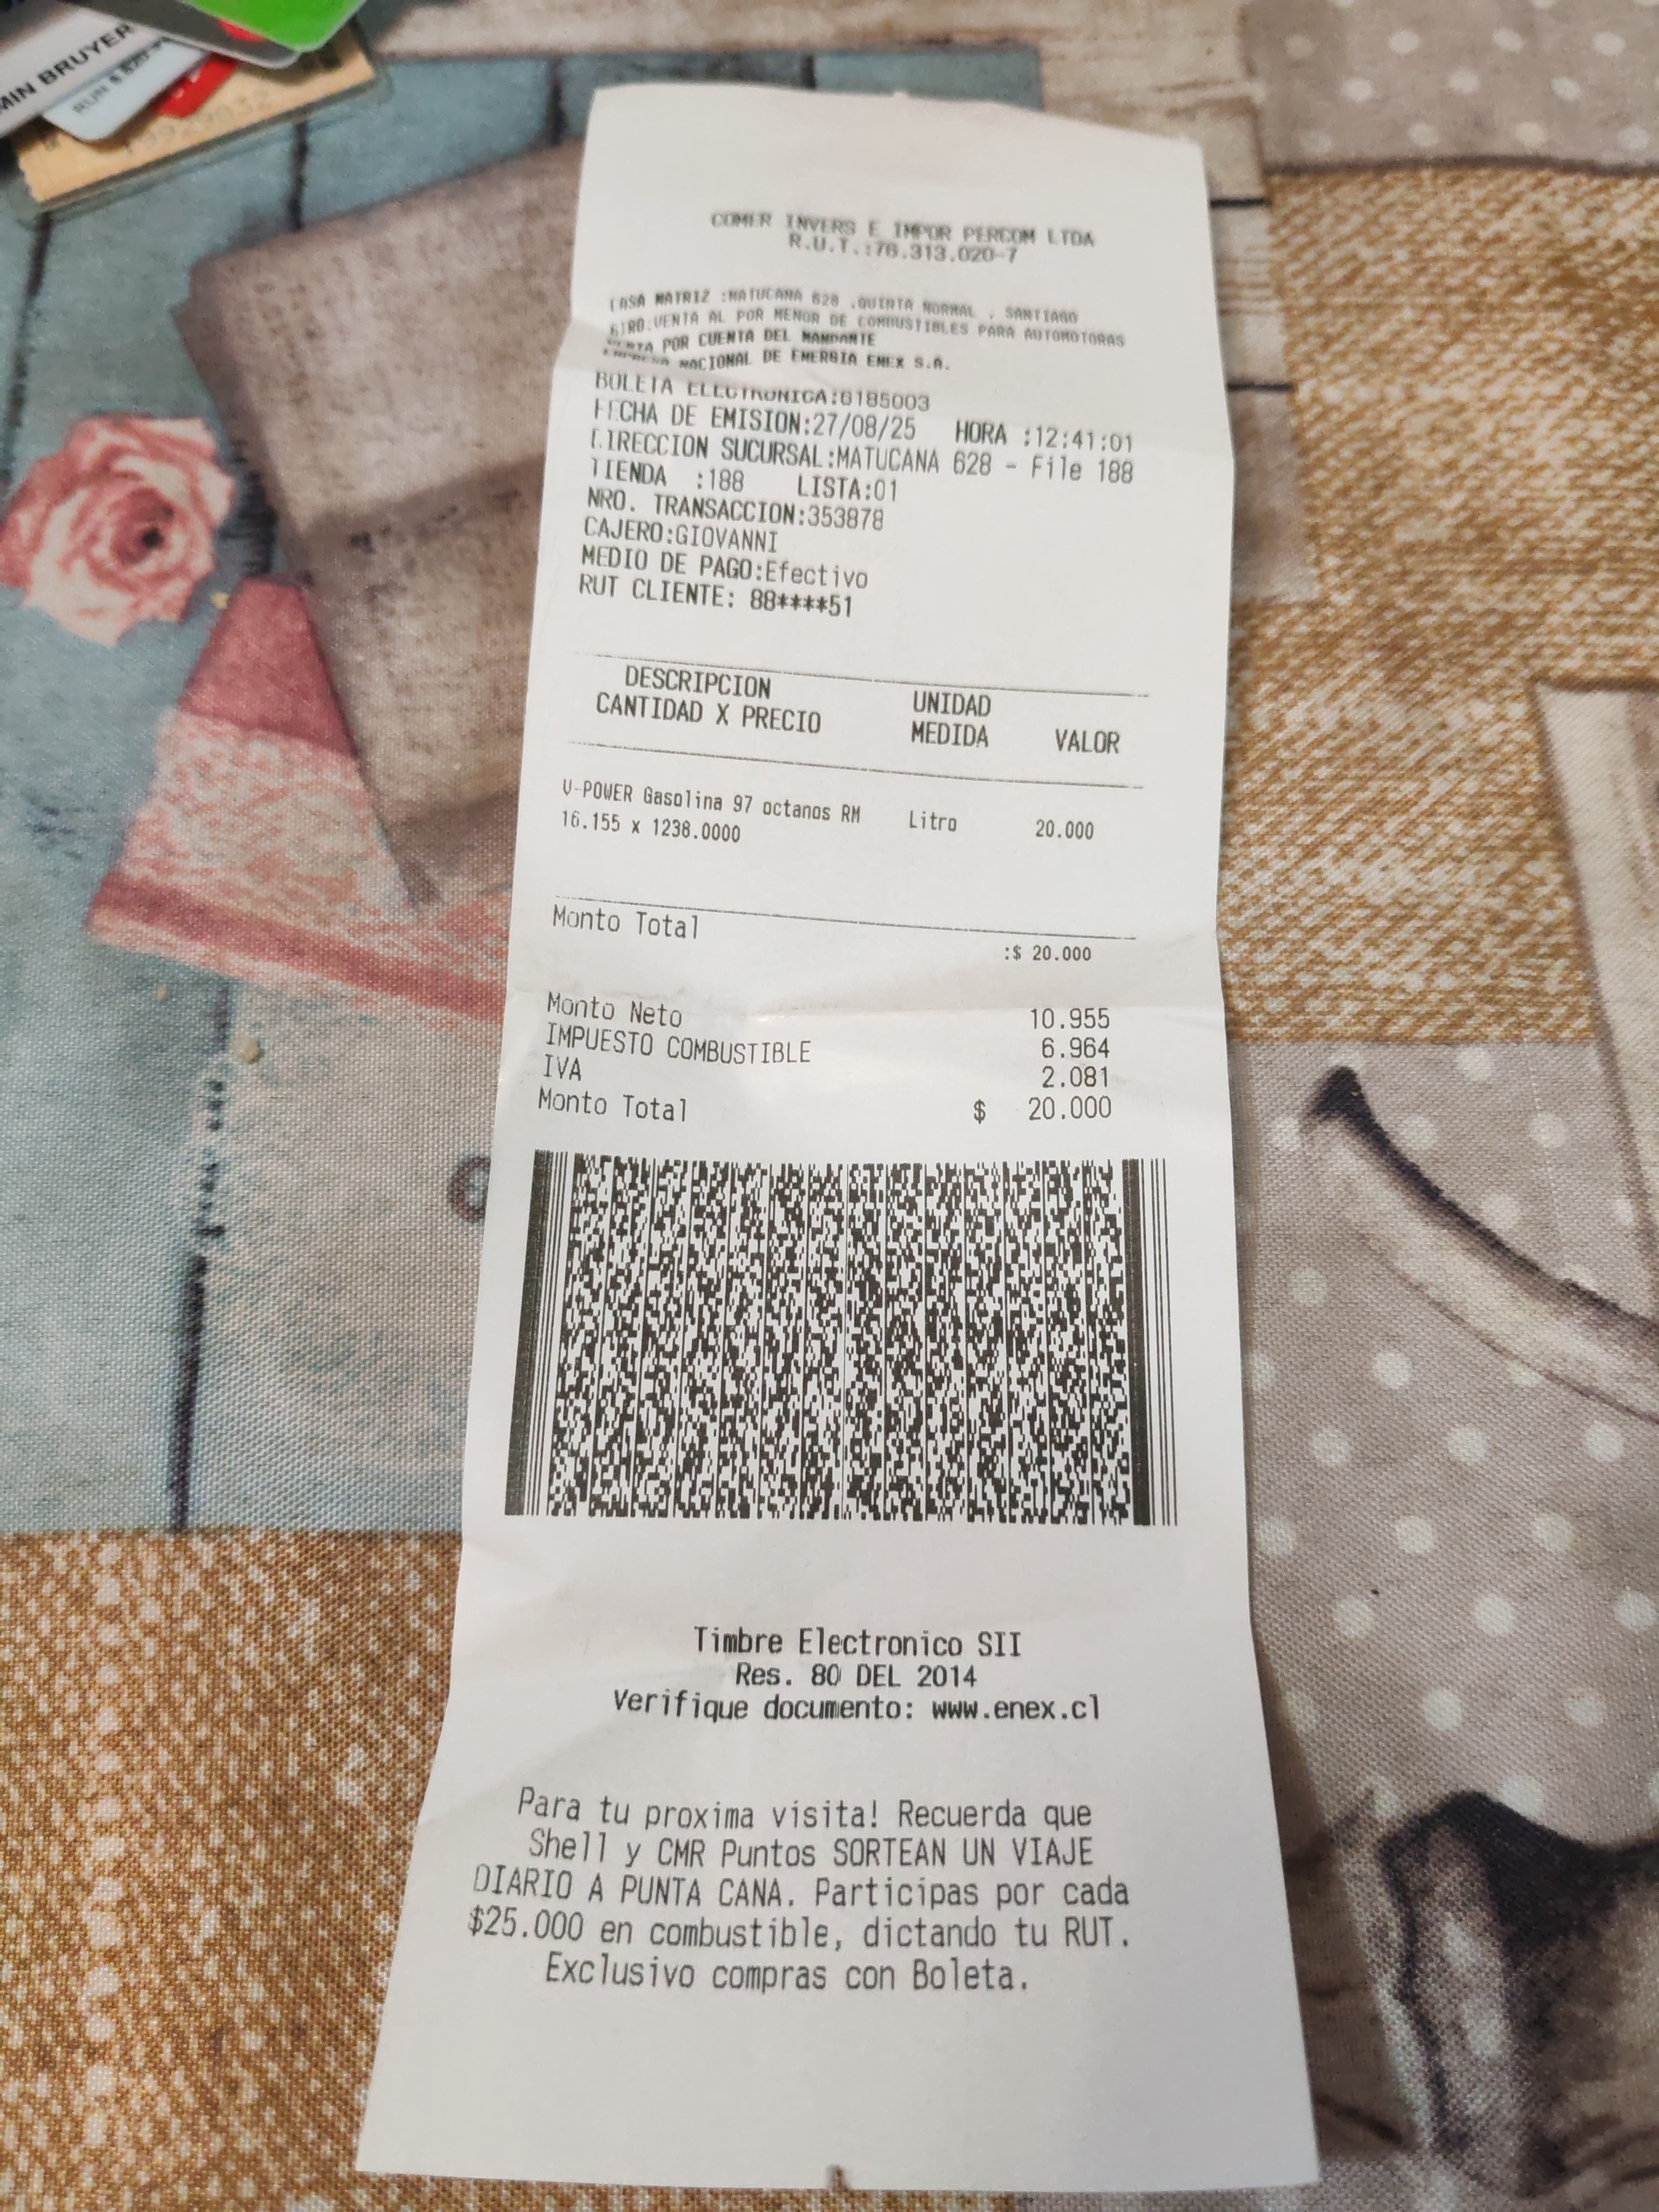 MIN BRUYER
RUN
COMER INVERS E IMPOR PERCOM LTDA
R.U.T.:76.313.020-7
CASA MATRIZ :MATUCANA 628 ,QUINTA NORMAL , SANTIAGO
GIRO:VENTA AL POR MENOR DE COMBUSTIBLES PARA AUTOMOTORAS
VENTA POR CUENTA DEL MANDANTE
EMPRESA NACIONAL DE ENERGIA ENEX S.A.
BOLETA ELECTRONICA:6185003
FECHA DE EMISION:27/08/25 HORA :12:41:01
DIRECCION SUCURSAL:MATUCANA 628 - File 188
TIENDA :188 LISTA:01
NRO. TRANSACCION:353878
CAJERO:GIOVANNI
MEDIO DE PAGO:Efectivo
RUT CLIENTE: 88****51
DESCRIPCION UNIDAD
CANTIDAD X PRECIO MEDIDA VALOR
V-POWER Gasolina 97 octanos RM Litro 20.000
16.155 x 1238.0000
Monto Total :$ 20.000
Monto Neto 10.955
IMPUESTO COMBUSTIBLE 6.964
IVA 2.081
Monto Total $ 20.000
Timbre Electronico SII
Res. 80 DEL 2014
Verifique documento: www.enex.cl
Para tu proxima visita! Recuerda que
Shell y CMR Puntos SORTEAN UN VIAJE
DIARIO A PUNTA CANA. Participas por cada
$25.000 en combustible, dictando tu RUT.
Exclusivo compras con Boleta.